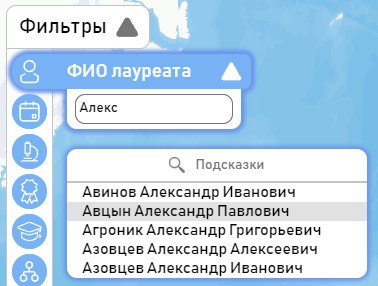 Фильтры
ФИО лауреата
Алекс
Подсказки
Авинов Александр Иванович
Авцын Александр Павлович
Агроник Александр Григорьевич
Азовцев Александр Алексеевич
Азовцев Александр Иванович